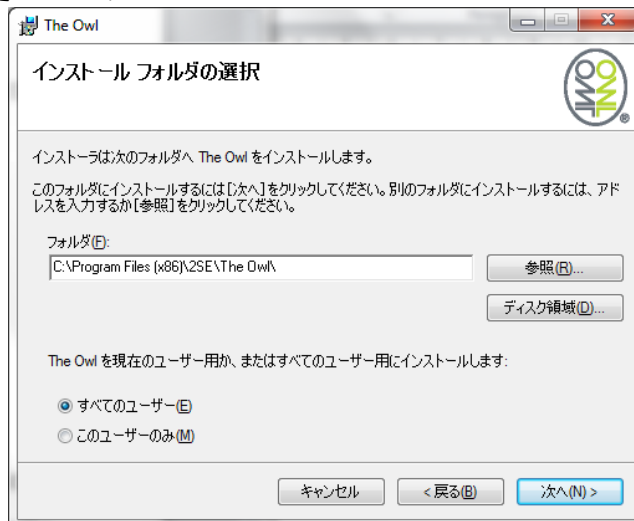 The Owl
インストール フォルダの選択
インストーラは次のフォルダへ The Owl をインストールします。
このフォルダにインストールするには[次へ]をクリックしてください。別のフォルダにインストールするには、アド
レスを入力するか[参照]をクリックしてください。
フォルダ(F):
C:\Program Files (x86)\2SE\The Owl\
参照(R)...
ディスク領域(D)...
The Owl を現在のユーザー用か、またはすべてのユーザー用にインストールします:
すべてのユーザー(E)
このユーザーのみ(M)
キャンセル
< 戻る(B)
次へ(N) >